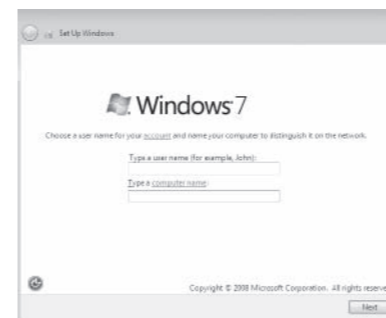 Set Up Windows
Windows 7
Choose a user name for your account and name your computer to distinguish it on the network.
Type a user name (for example, John):
Type a computer name:
Copyright © 2008 Microsoft Corporation. All rights reserve
Next